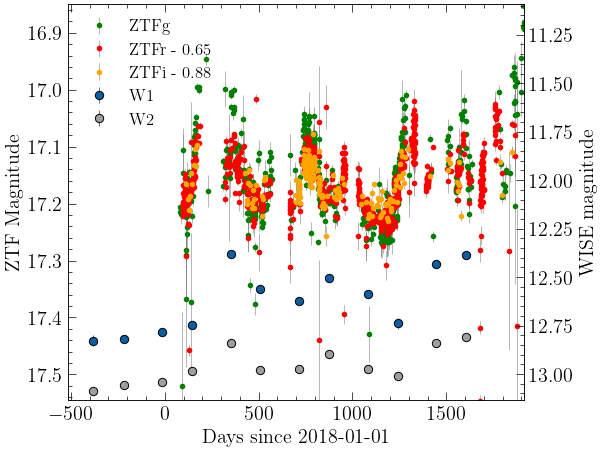 ZTFg
ZTFr - 0.65
ZTFi - 0.88
W1
W2
16.9
17.0
17.1
17.2
17.3
17.4
17.5
ZTF Magnitude
11.25
11.50
11.75
12.00
12.25
12.50
12.75
13.00
WISE magnitude
−500 0 500 1000 1500
Days since 2018-01-01